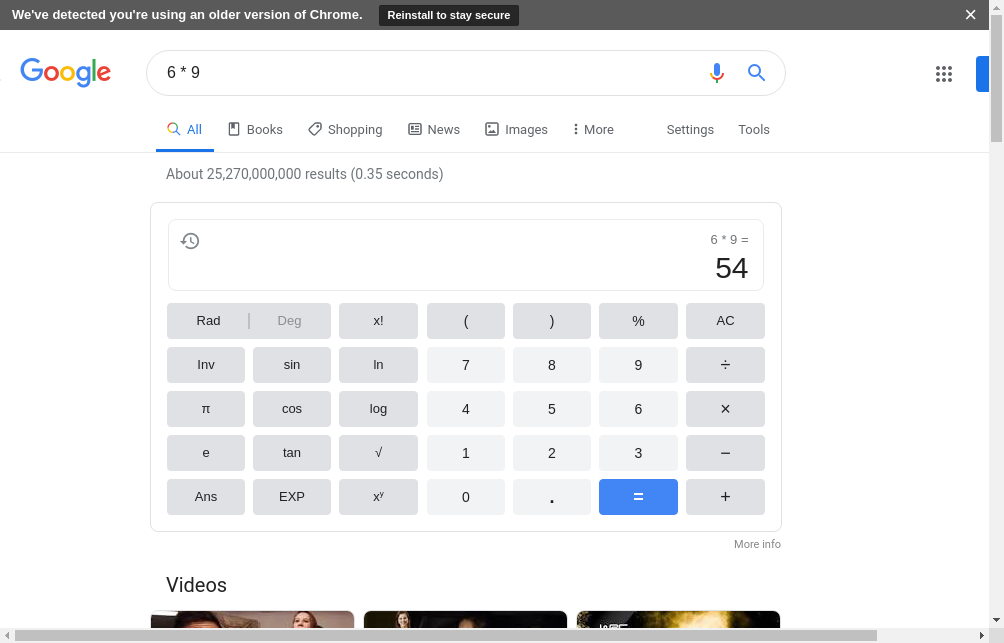 We've detected you're using an older version of Chrome. Reinstall to stay secure
Google 6 * 9
All Books Shopping News Images More Settings Tools
About 25,270,000,000 results (0.35 seconds)
6 * 9 =
54
Rad Deg x! ( ) % AC
Inv sin ln 7 8 9 ÷
π cos log 4 5 6 ×
e tan √ 1 2 3 −
Ans EXP xʸ 0 . = +
More info
Videos